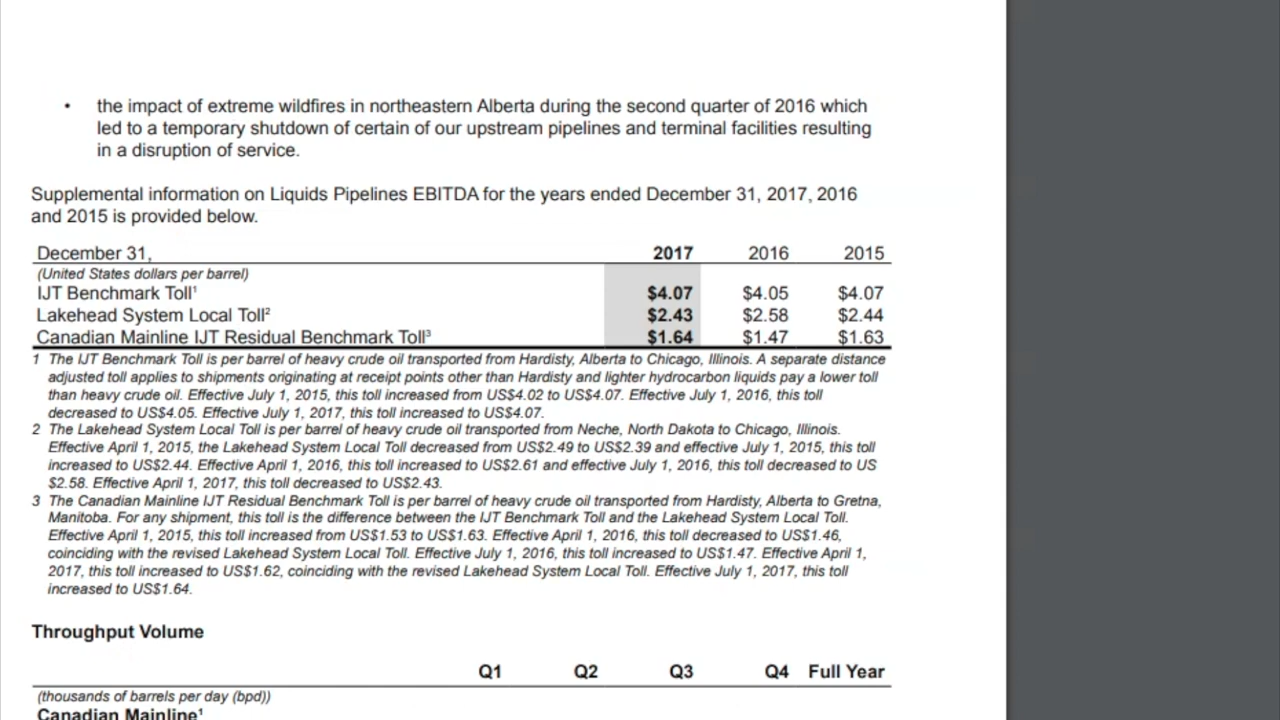 • the impact of extreme wildfires in northeastern Alberta during the second quarter of 2016 which
led to a temporary shutdown of certain of our upstream pipelines and terminal facilities resulting
in a disruption of service.
Supplemental information on Liquids Pipelines EBITDA for the years ended December 31, 2017, 2016
and 2015 is provided below.
December 31, 2017 2016 2015
(United States dollars per barrel)
IJT Benchmark Toll¹ $4.07 $4.05 $4.07
Lakehead System Local Toll² $2.43 $2.58 $2.44
Canadian Mainline IJT Residual Benchmark Toll³ $1.64 $1.47 $1.63
1 The IJT Benchmark Toll is per barrel of heavy crude oil transported from Hardisty, Alberta to Chicago, Illinois. A separate distance
adjusted toll applies to shipments originating at receipt points other than Hardisty and lighter hydrocarbon liquids pay a lower toll
than heavy crude oil. Effective July 1, 2015, this toll increased from US$4.02 to US$4.07. Effective July 1, 2016, this toll
decreased to US$4.05. Effective July 1, 2017, this toll increased to US$4.07.
2 The Lakehead System Local Toll is per barrel of heavy crude oil transported from Neche, North Dakota to Chicago, Illinois.
Effective April 1, 2015, the Lakehead System Local Toll decreased from US$2.49 to US$2.39 and effective July 1, 2015, this toll
increased to US$2.44. Effective April 1, 2016, this toll increased to US$2.61 and effective July 1, 2016, this toll decreased to US
$2.58. Effective April 1, 2017, this toll decreased to US$2.43.
3 The Canadian Mainline IJT Residual Benchmark Toll is per barrel of heavy crude oil transported from Hardisty, Alberta to Gretna,
Manitoba. For any shipment, this toll is the difference between the IJT Benchmark Toll and the Lakehead System Local Toll.
Effective April 1, 2015, this toll increased from US$1.53 to US$1.63. Effective April 1, 2016, this toll decreased to US$1.46,
coinciding with the revised Lakehead System Local Toll. Effective July 1, 2016, this toll increased to US$1.47. Effective April 1,
2017, this toll increased to US$1.62, coinciding with the revised Lakehead System Local Toll. Effective July 1, 2017, this toll
increased to US$1.64.
Throughput Volume
Q1 Q2 Q3 Q4 Full Year
(thousands of barrels per day (bpd))
Canadian Mainline¹